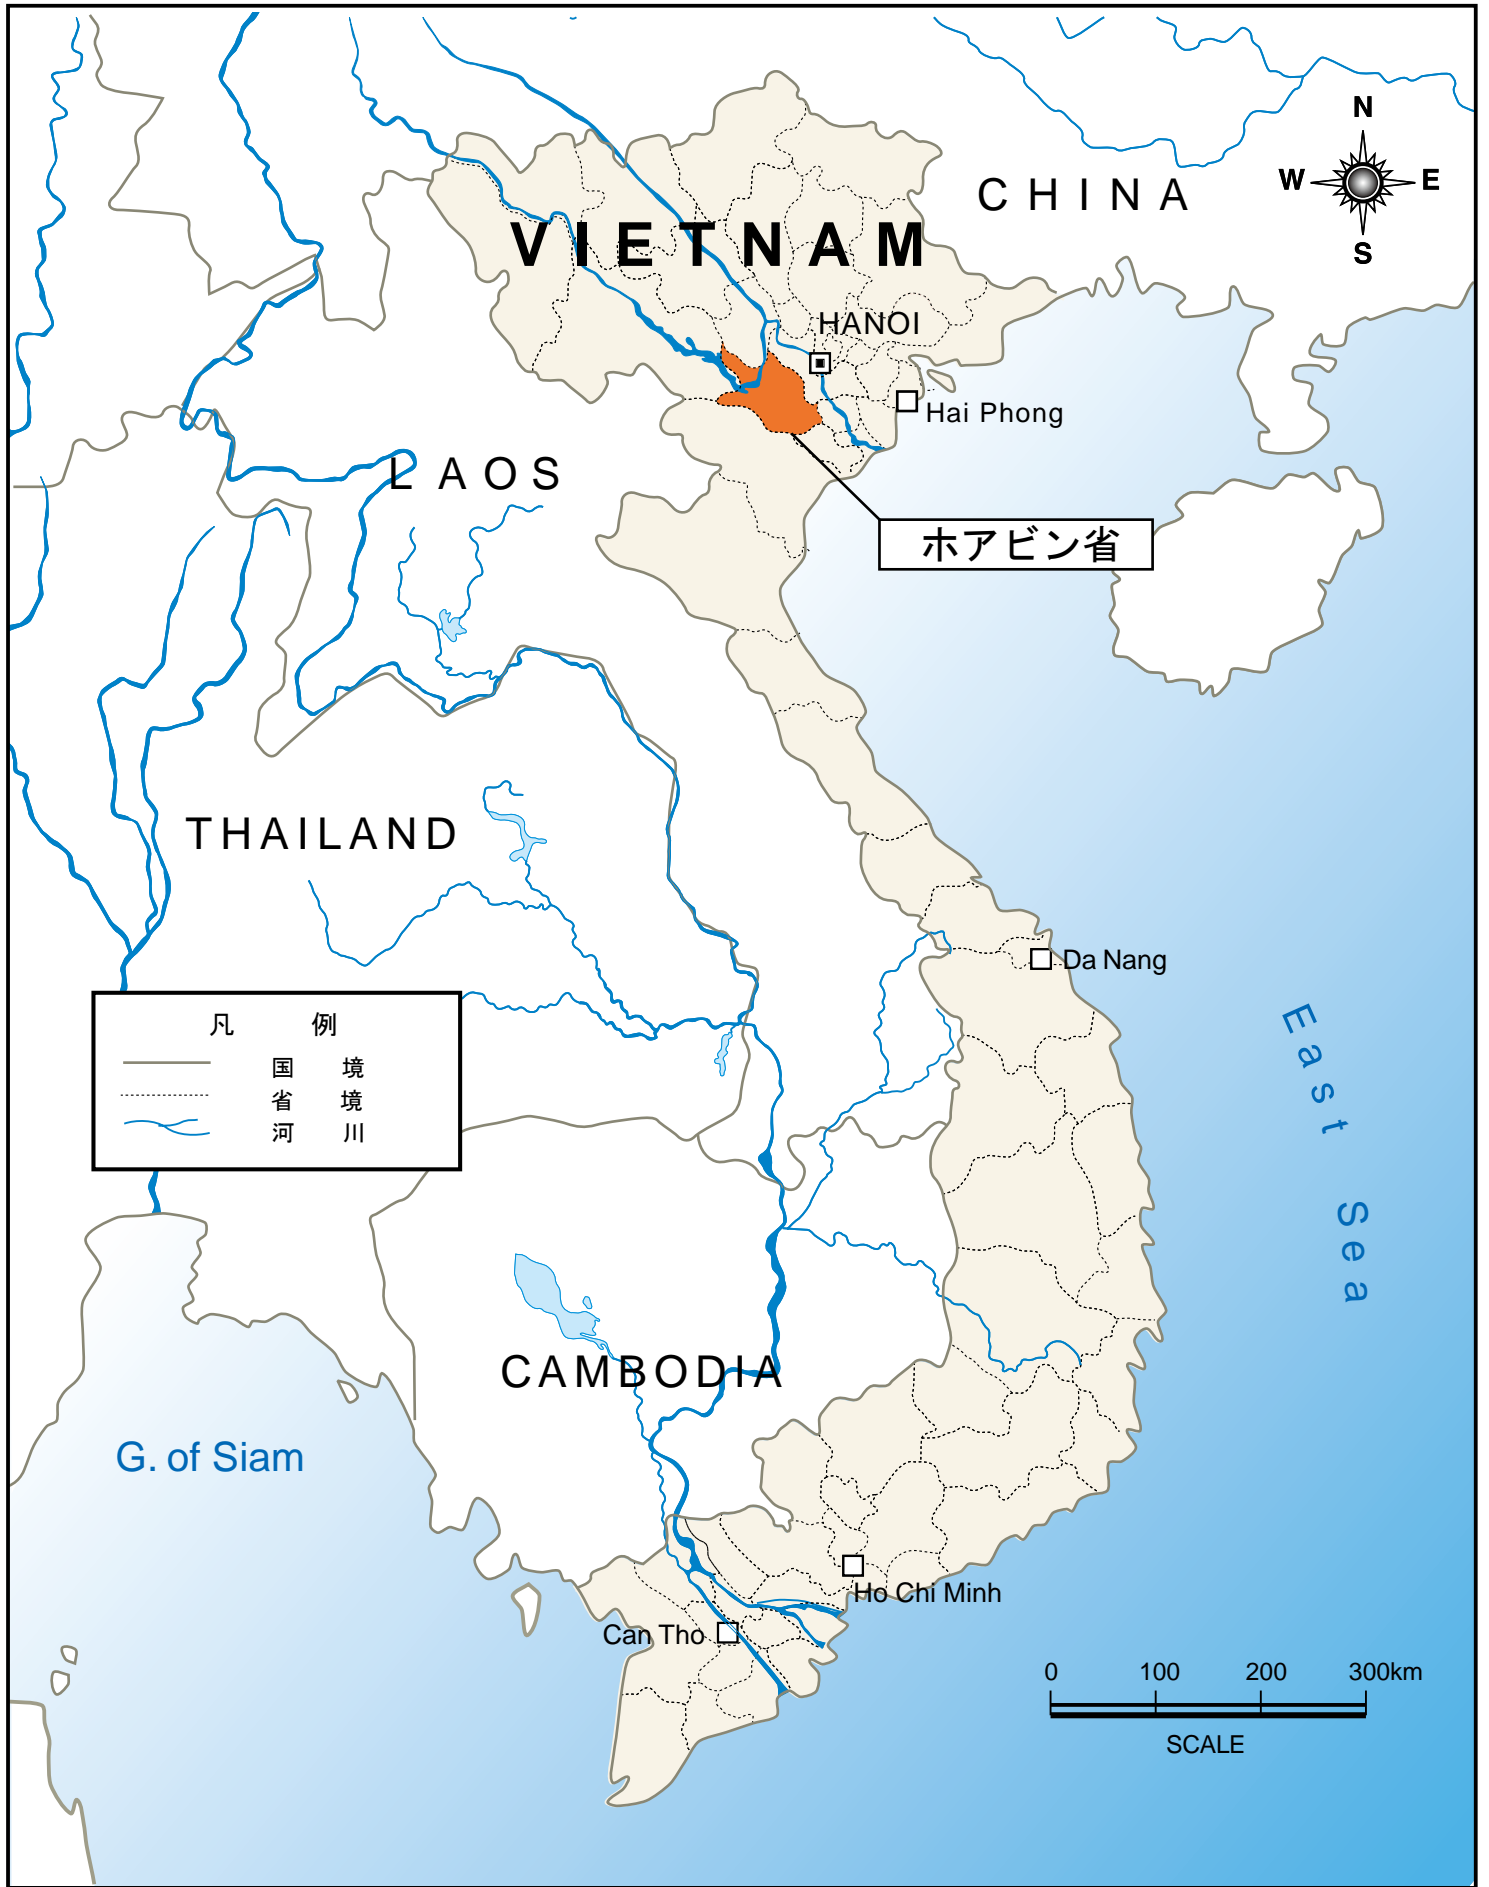 N
W E
S
CHINA
VIETNAM
HANOI
Hai Phong
LAOS
ホアビン省
THAILAND
Da Nang
凡 例
国 境
省 境
河 川
East Sea
CAMBODIA
G. of Siam
Ho Chi Minh
Can Tho
0 100 200 300km
SCALE